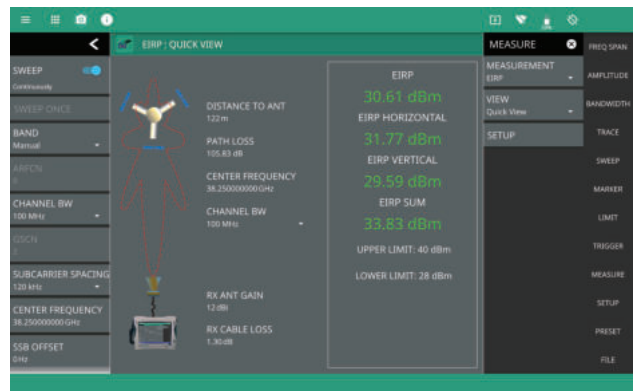 EIRP : QUICK VIEW
SWEEP
Continuously
SWEEP ONCE
BAND
Manual
ARFCN
0
CHANNEL BW
100 MHz
GSCN
2
SUBCARRIER SPACING
120 kHz
CENTER FREQUENCY
38.250000000 GHz
SSB OFFSET
0 Hz
DISTANCE TO ANT
122 m
PATH LOSS
105.83 dB
CENTER FREQUENCY
38.250000000 GHz
CHANNEL BW
100 MHz
RX ANT GAIN
12 dBi
RX CABLE LOSS
1.30 dB
EIRP
30.61 dBm
EIRP HORIZONTAL
31.77 dBm
EIRP VERTICAL
29.59 dBm
EIRP SUM
33.83 dBm
UPPER LIMIT: 40 dBm
LOWER LIMIT: 28 dBm
MEASURE
MEASUREMENT
EIRP
VIEW
Quick View
SETUP
FREQ SPAN
AMPLITUDE
BANDWIDTH
TRACE
SWEEP
MARKER
LIMIT
TRIGGER
MEASURE
SETUP
PRESET
FILE